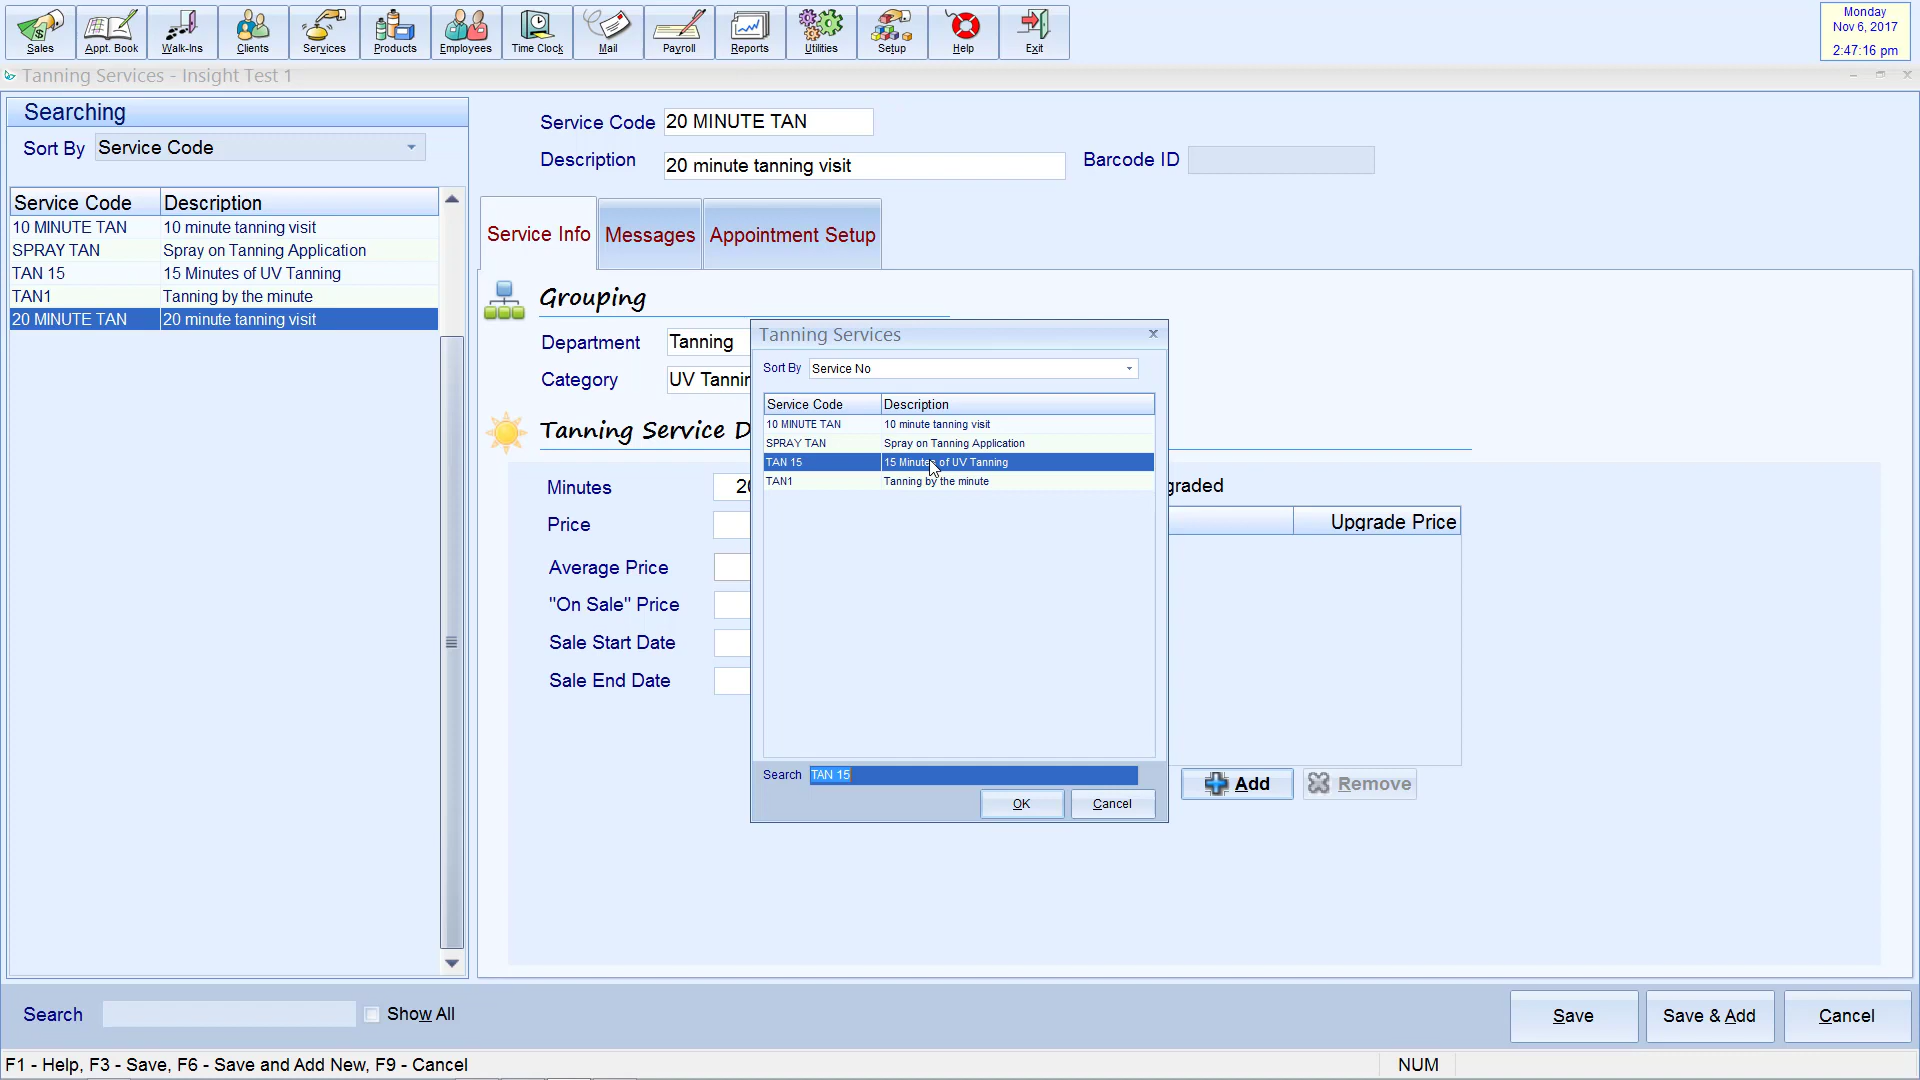 Sales Appt. Book Walk-Ins Clients Services Products Employees Time Clock Mail Payroll Reports Utilities Setup Help Exit
Monday
Nov 6, 2017
2:47:16 pm
Tanning Services - Insight Test 1
Searching
Sort By Service Code
Service Code Description
10 MINUTE TAN 10 minute tanning visit
SPRAY TAN Spray on Tanning Application
TAN 15 15 Minutes of UV Tanning
TAN1 Tanning by the minute
20 MINUTE TAN 20 minute tanning visit
Service Code 20 MINUTE TAN
Description 20 minute tanning visit Barcode ID
Service Info Messages Appointment Setup
Grouping
Department Tanning
Category UV Tannin
Tanning Service D
Minutes 20
Price
Average Price
"On Sale" Price
Sale Start Date
Sale End Date
graded
Upgrade Price
Add Remove
Tanning Services
Sort By Service No
Service Code Description
10 MINUTE TAN 10 minute tanning visit
SPRAY TAN Spray on Tanning Application
TAN 15 15 Minutes of UV Tanning
TAN1 Tanning by the minute
Search TAN 15
OK Cancel
Search Show All
Save Save & Add Cancel
F1 - Help, F3 - Save, F6 - Save and Add New, F9 - Cancel NUM